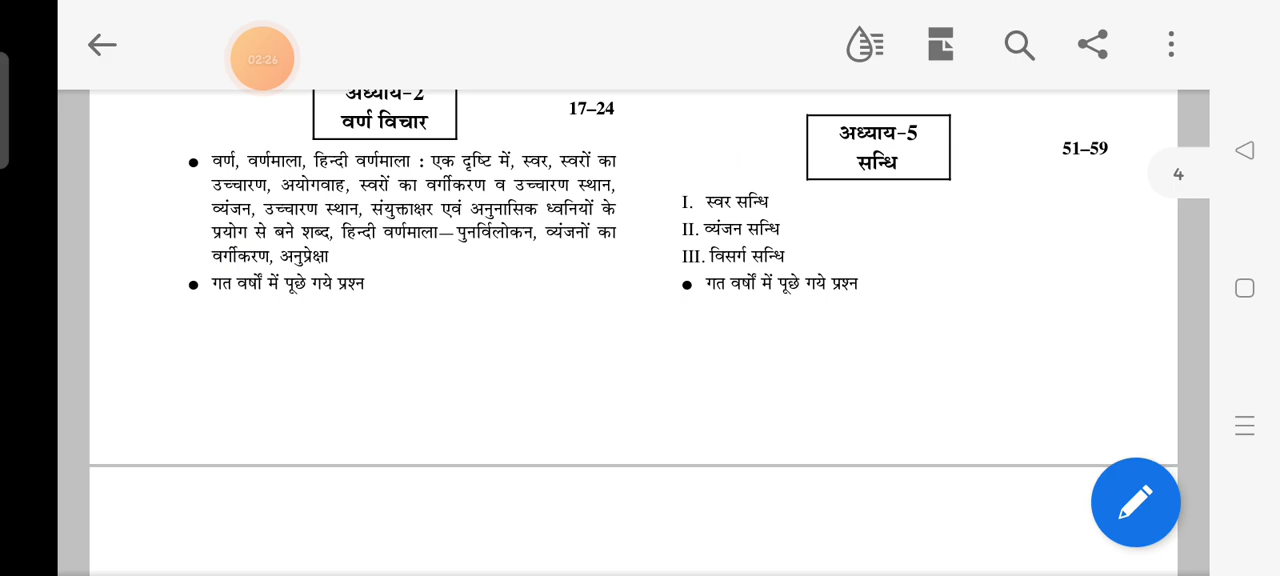 02:26
अध्याय-2
वर्ण विचार
17–24
● वर्ण, वर्णमाला, हिन्दी वर्णमाला : एक दृष्टि में, स्वर, स्वरों का
उच्चारण, अयोगवाह, स्वरों का वर्गीकरण व उच्चारण स्थान,
व्यंजन, उच्चारण स्थान, संयुक्ताक्षर एवं अनुनासिक ध्वनियों के
प्रयोग से बने शब्द, हिन्दी वर्णमाला—पुनर्विलोकन, व्यंजनों का
वर्गीकरण, अनुप्रेक्षा
● गत वर्षों में पूछे गये प्रश्न
अध्याय-5
सन्धि
51–59
I. स्वर सन्धि
II. व्यंजन सन्धि
III. विसर्ग सन्धि
● गत वर्षों में पूछे गये प्रश्न
4